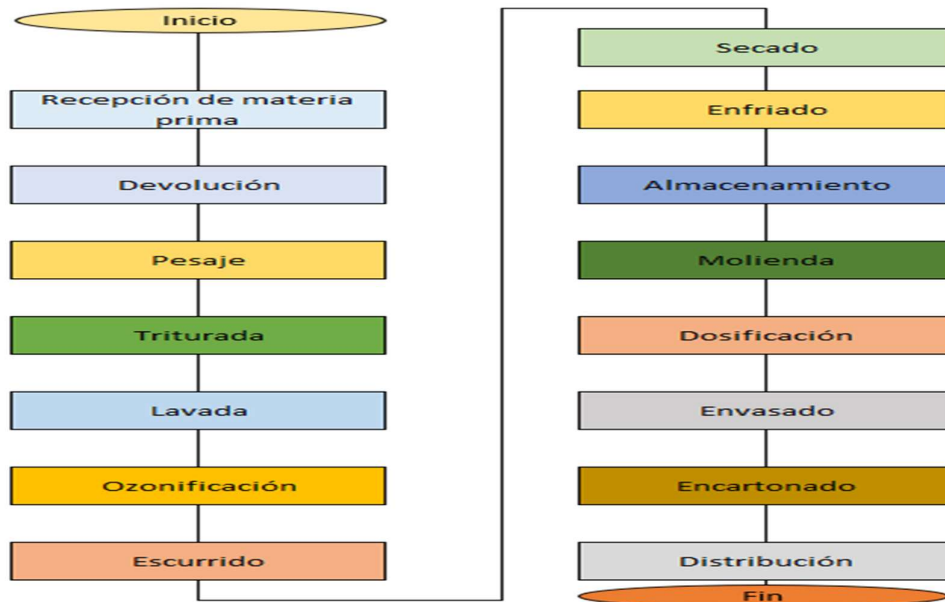 Inicio
Recepción de materia
prima
Devolución
Pesaje
Triturada
Lavada
Ozonificación
Escurrido
Secado
Enfriado
Almacenamiento
Molienda
Dosificación
Envasado
Encartonado
Distribución
Fin